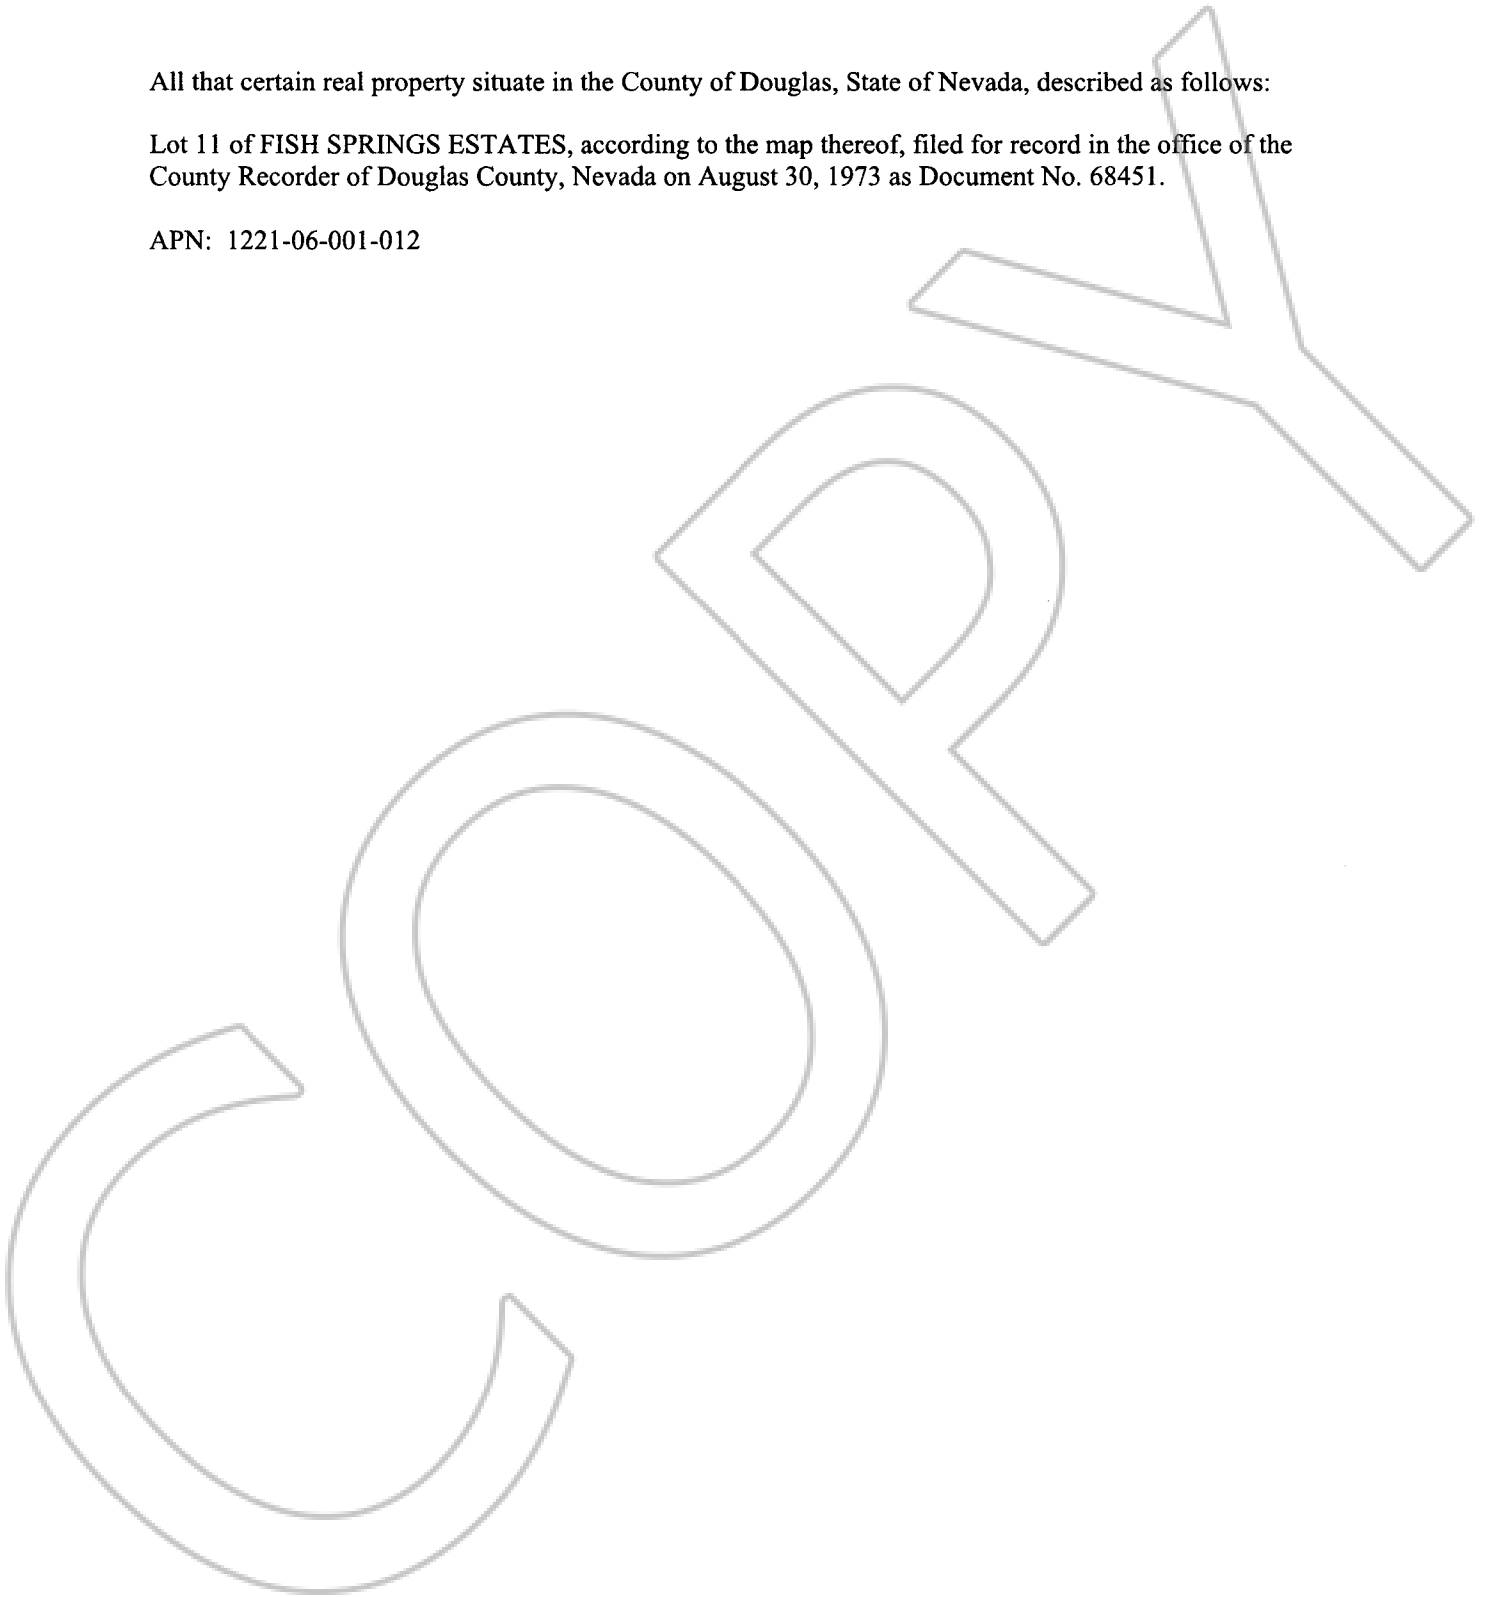 All that certain real property situate in the County of Douglas, State of Nevada, described as follows:
Lot 11 of FISH SPRINGS ESTATES, according to the map thereof, filed for record in the office of the
County Recorder of Douglas County, Nevada on August 30, 1973 as Document No. 68451.
APN: 1221-06-001-012
COPY